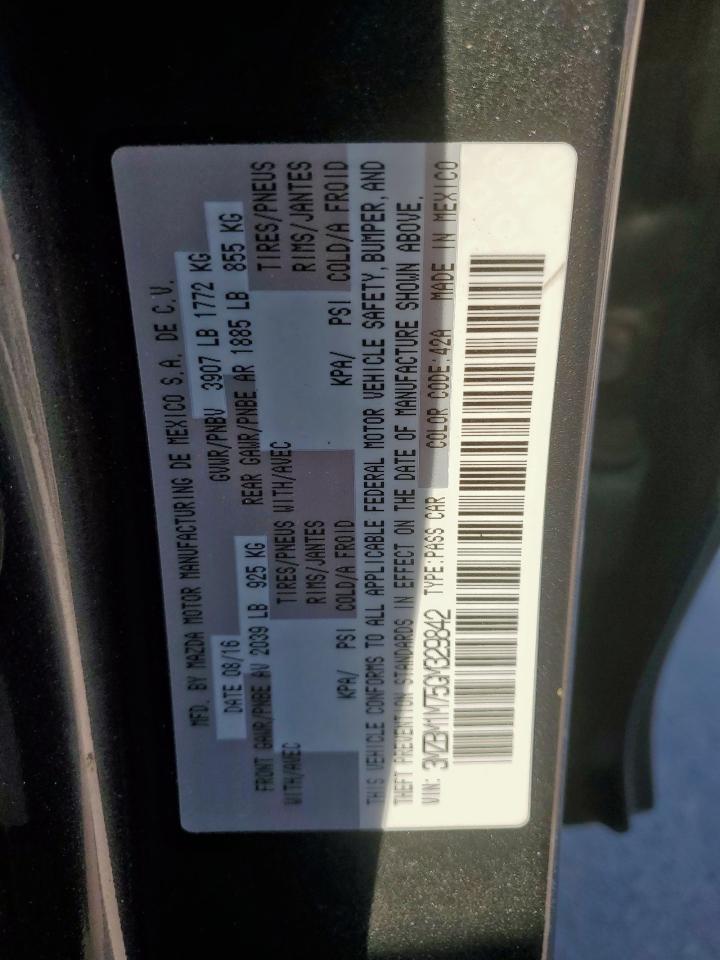 MFD. BY MAZDA MOTOR MANUFACTURING DE MEXICO S.A. DE C.V.
DATE 08/16 GVWR/PNBV 3907 LB 1772 KG
FRONT GAWR/PNBE AV 2039 LB 925 KG REAR GAWR/PNBE AR 1885 LB 855 KG
WITH/AVEC TIRES/PNEUS WITH/AVEC TIRES/PNEUS
RIMS/JANTES RIMS/JANTES
KPA/ PSI COLD/A FROID KPA/ PSI COLD/A FROID
THIS VEHICLE CONFORMS TO ALL APPLICABLE FEDERAL MOTOR VEHICLE SAFETY, BUMPER, AND
THEFT PREVENTION STANDARDS IN EFFECT ON THE DATE OF MANUFACTURE SHOWN ABOVE.
VIN: 3MZBM1M75GM329842 TYPE:PASS CAR COLOR CODE:42A MADE IN MEXICO